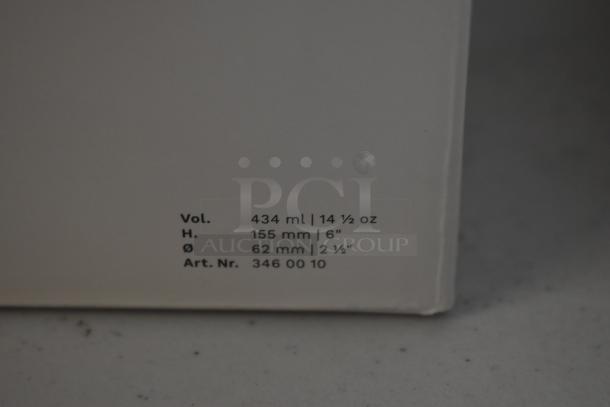 PCI
AUCTION GROUP
Vol. 434 ml | 14 ½ oz
H. 155 mm | 6"
Ø 62 mm | 2 ½"
Art. Nr. 346 00 10